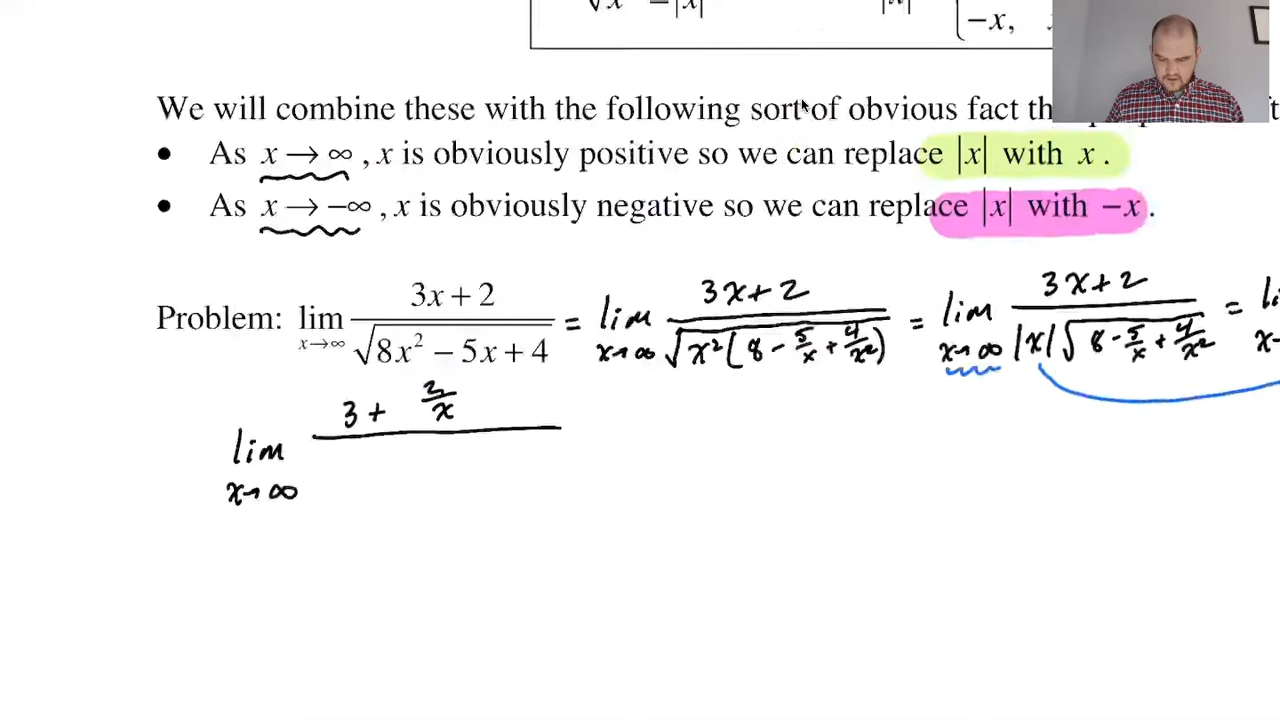 √x = |x| −x,
We will combine these with the following sort of obvious fact
• As x → ∞, x is obviously positive so we can replace |x| with x.
• As x → −∞, x is obviously negative so we can replace |x| with −x.
Problem: lim x→∞ (3x + 2)/√(8x² − 5x + 4) = lim x→∞ (3x + 2)/√(x²(8 − 5/x + 4/x²)) = lim x→∞ (3x + 2)/(|x|√(8 − 5/x + 4/x²)) =
lim x→∞ 3 + 2/x